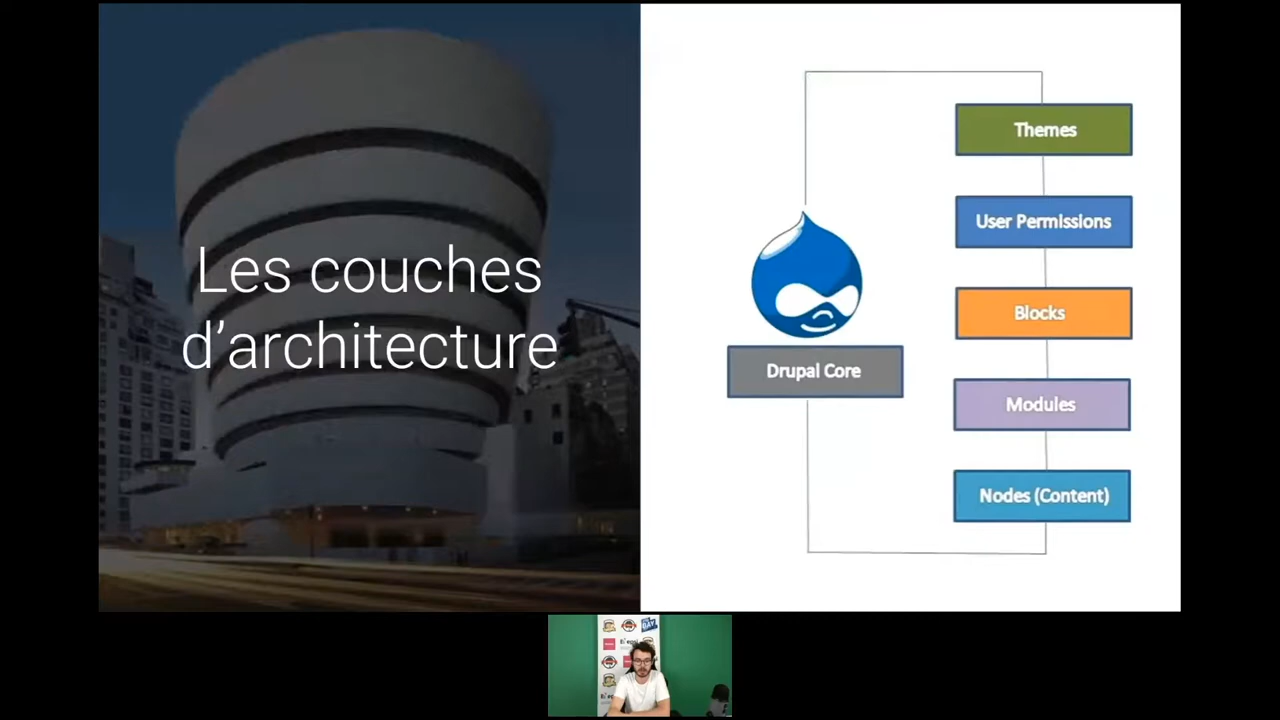 Les couches
d’architecture
Themes
User Permissions
Blocks
Drupal Core
Modules
Nodes (Content)